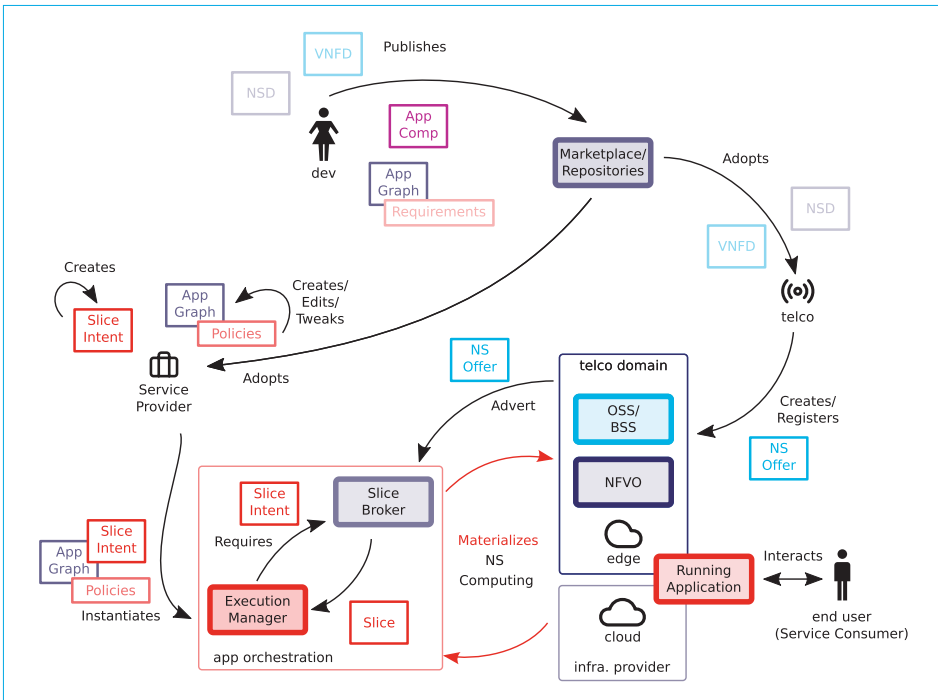 VNFD
Publishes
NSD
App
Comp
dev
App
Graph
Requirements
Marketplace/
Repositories
Adopts
NSD
VNFD
telco
Creates
Slice
Intent
App
Graph
Policies
Creates/
Edits/
Tweaks
Service
Provider
Adopts
NS
Offer
Advert
telco domain
OSS/
BSS
NFVO
edge
Creates/
Registers
NS
Offer
Slice
Intent
Slice
Broker
Requires
Execution
Manager
Slice
app orchestration
Slice
Intent
App
Graph
Policies
Instantiates
Materializes
NS
Computing
Running
Application
Interacts
end user
(Service Consumer)
cloud
infra. provider